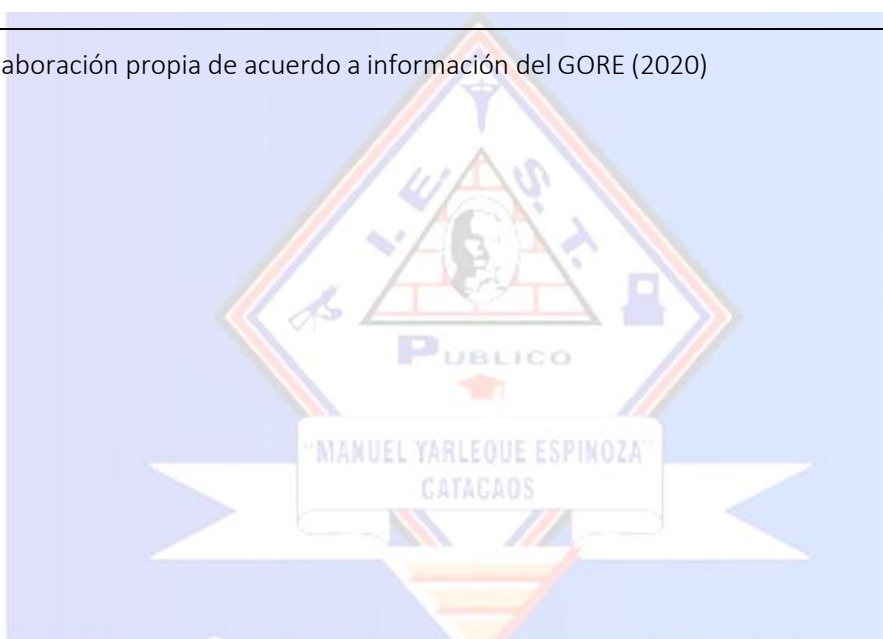 aboración propia de acuerdo a información del GORE (2020)
I. E. S. T.
PÚBLICO
"MANUEL YARLEQUE ESPINOZA"
CATACAOS